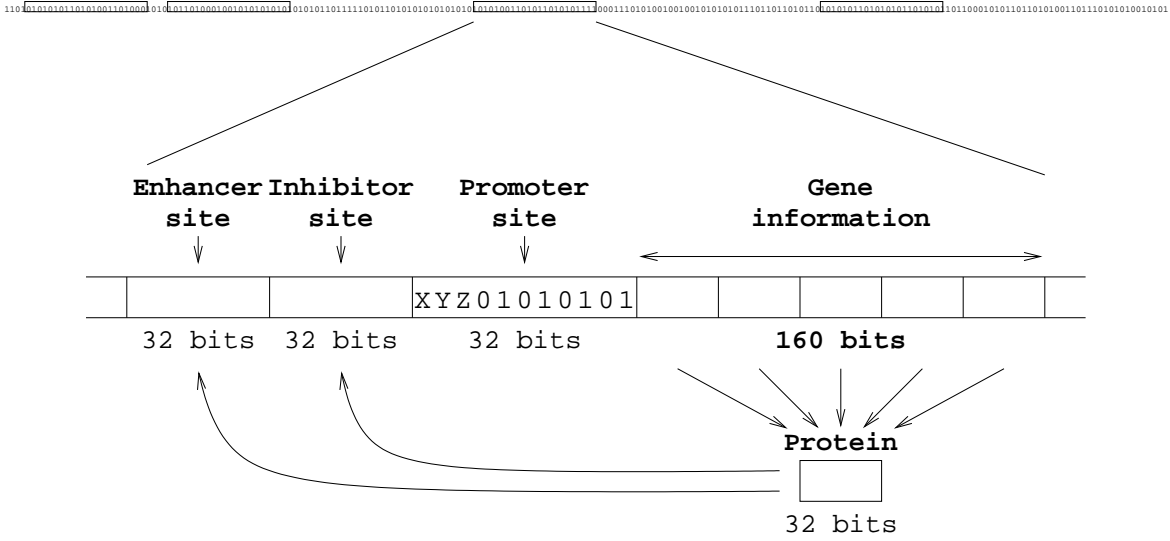 Enhancer Inhibitor Promoter Gene
site site site information
XYZ01010101
32 bits 32 bits 32 bits 160 bits
Protein
32 bits